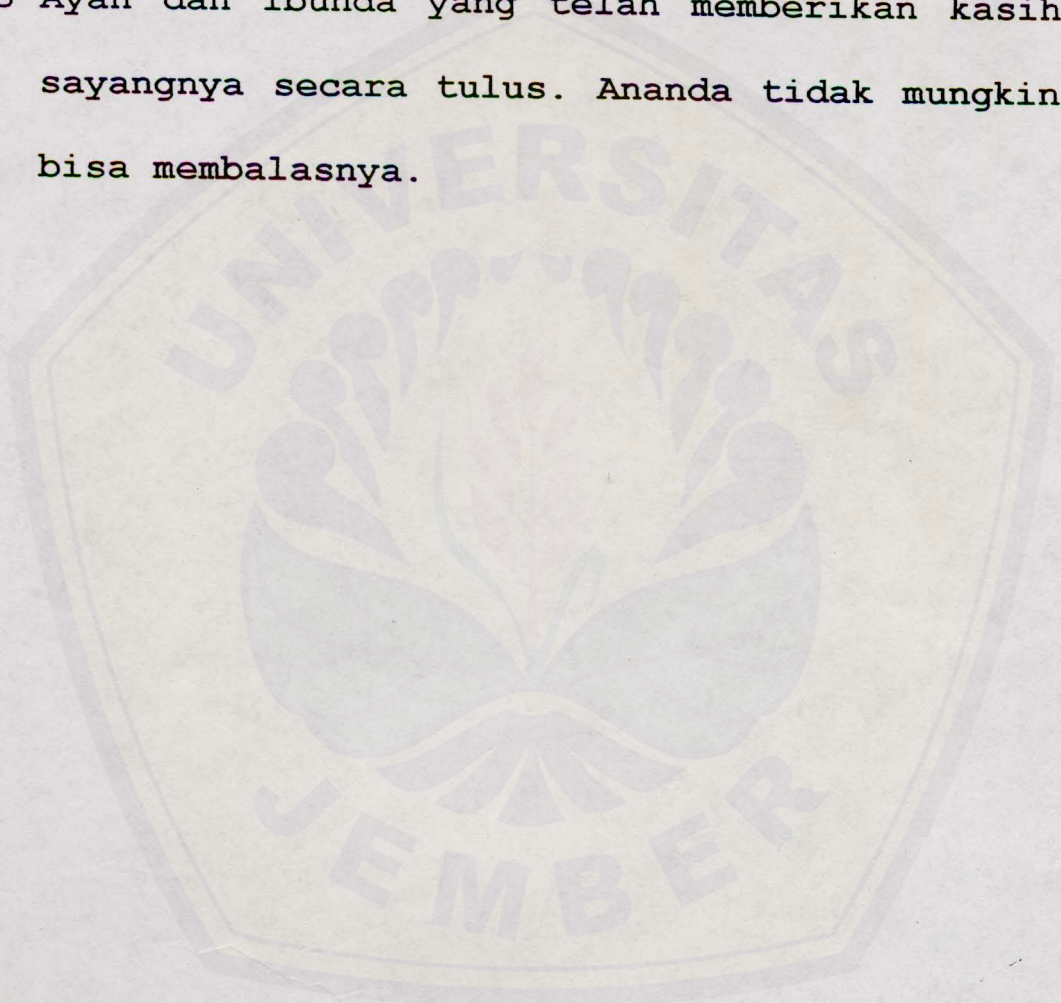 Ayah dan Ibunda yang telah memberikan kasih
sayangnya secara tulus. Ananda tidak mungkin
bisa membalasnya.
UNIVERSITAS
JEMBER